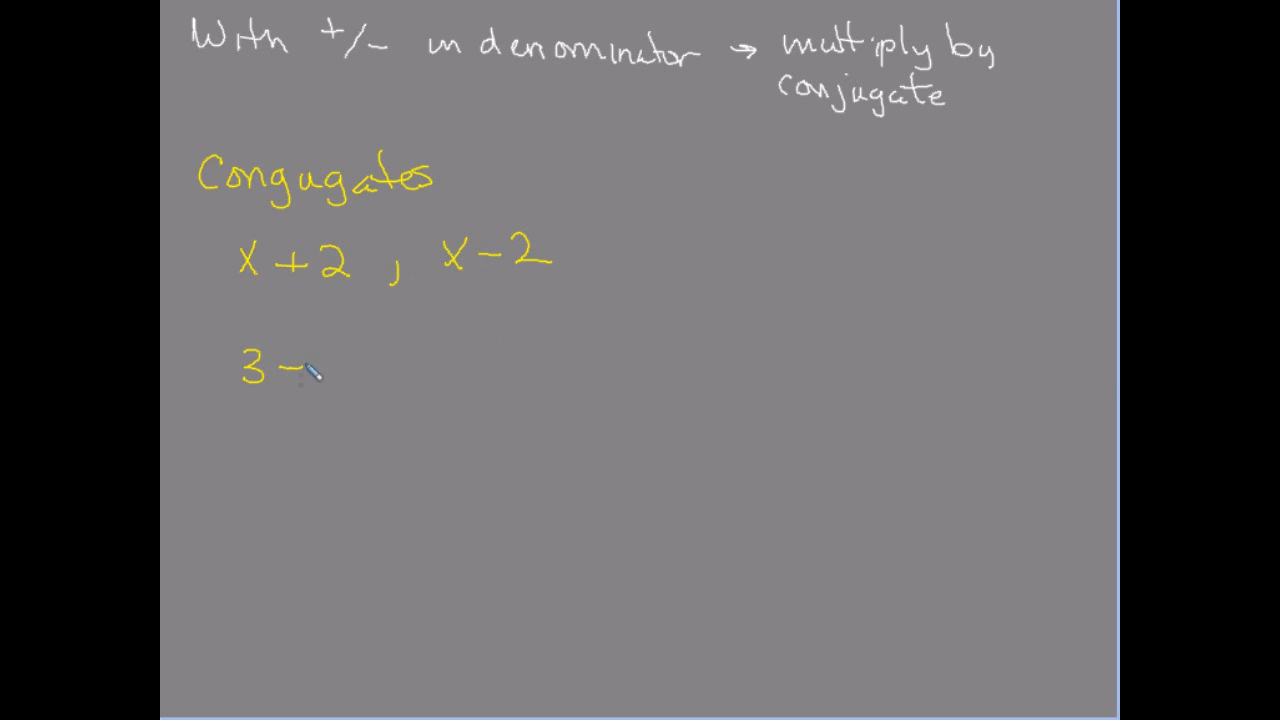 With +/- in denominator → multiply by
conjugate
Congugates
x + 2 , x - 2
3 -